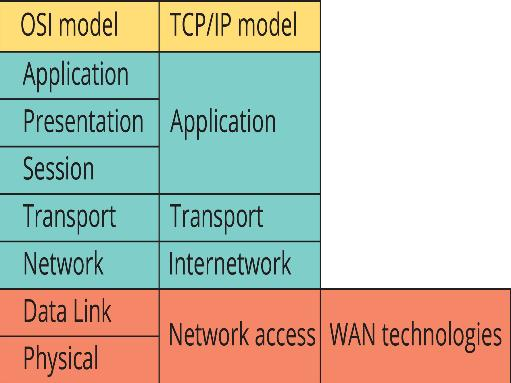 OSI model TCP/IP model
Application
Presentation Application
Session
Transport Transport
Network Internetwork
Data Link
Network access WAN technologies
Physical